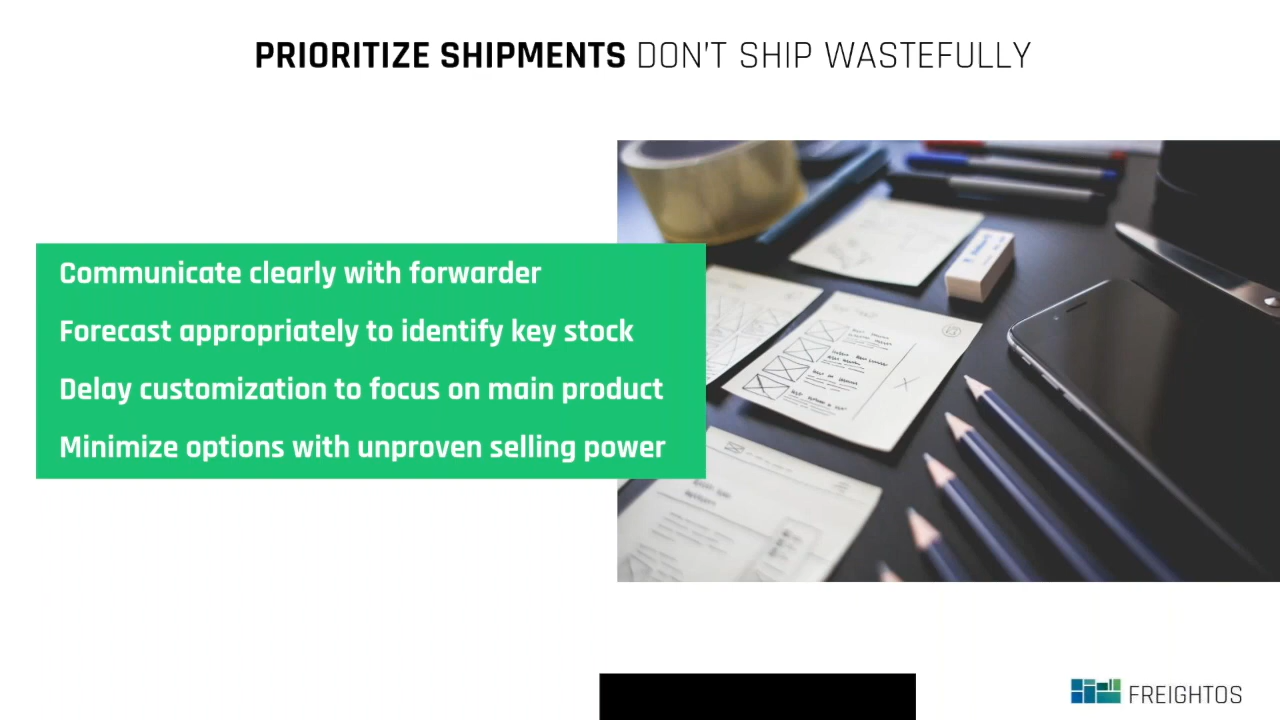 PRIORITIZE SHIPMENTS DON'T SHIP WASTEFULLY
Communicate clearly with forwarder
Forecast appropriately to identify key stock
Delay customization to focus on main product
Minimize options with unproven selling power
FREIGHTOS